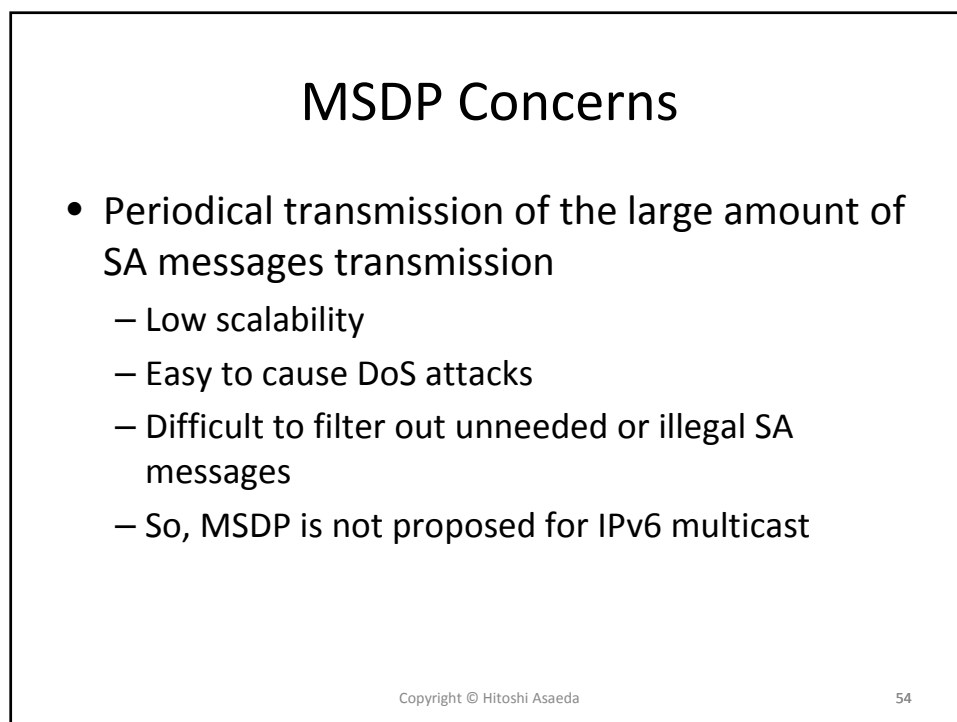 MSDP Concerns
• Periodical transmission of the large amount of
SA messages transmission
– Low scalability
– Easy to cause DoS attacks
– Difficult to filter out unneeded or illegal SA
messages
– So, MSDP is not proposed for IPv6 multicast
Copyright © Hitoshi Asaeda
54